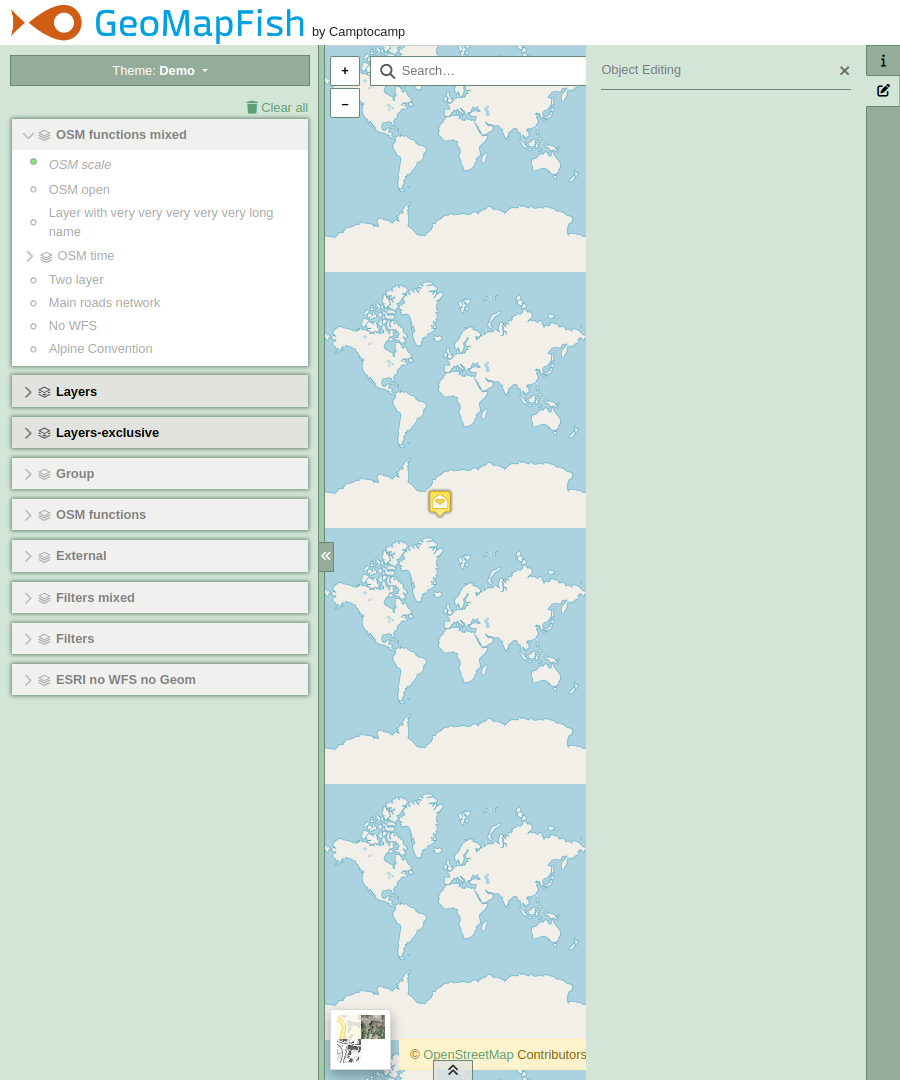 GeoMapFish by Camptocamp
Theme: Demo
Clear all
OSM functions mixed
OSM scale
OSM open
Layer with very very very very very long
name
OSM time
Two layer
Main roads network
No WFS
Alpine Convention
Layers
Layers-exclusive
Group
OSM functions
External
Filters mixed
Filters
ESRI no WFS no Geom
+
Search…
−
© OpenStreetMap Contributors
Object Editing
×